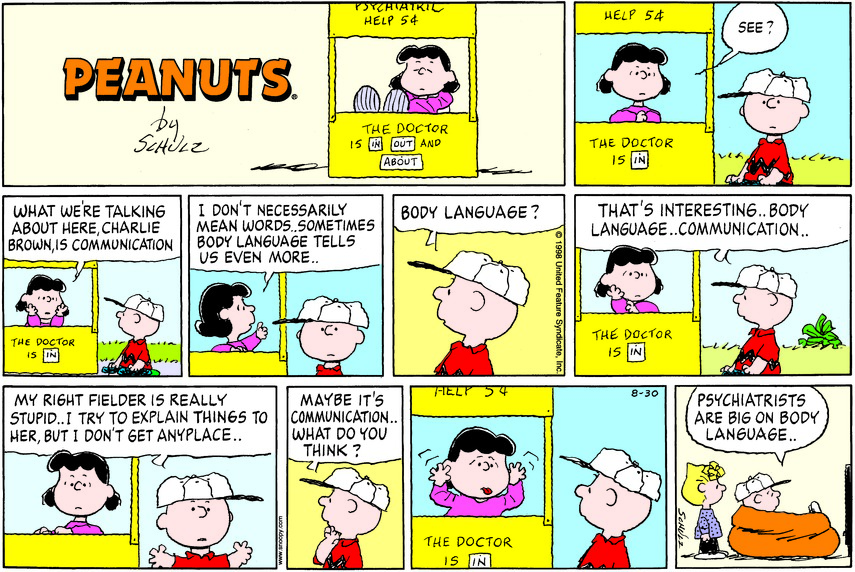 PEANUTS
by
SCHULZ
PSYCHIATRIC
HELP 5¢
THE DOCTOR
IS IN OUT AND
ABOUT
HELP 5¢
SEE?
THE DOCTOR
IS IN
WHAT WE'RE TALKING
ABOUT HERE, CHARLIE
BROWN, IS COMMUNICATION
THE DOCTOR
IS IN
I DON'T NECESSARILY
MEAN WORDS..SOMETIMES
BODY LANGUAGE TELLS
US EVEN MORE..
BODY LANGUAGE?
© 1998 United Feature Syndicate, Inc.
THAT'S INTERESTING..BODY
LANGUAGE..COMMUNICATION..
THE DOCTOR
IS IN
MY RIGHT FIELDER IS REALLY
STUPID..I TRY TO EXPLAIN THINGS TO
HER, BUT I DON'T GET ANYPLACE..
www.snoopy.com
MAYBE IT'S
COMMUNICATION..
WHAT DO YOU
THINK?
HELP 5¢
8-30
THE DOCTOR
IS IN
PSYCHIATRISTS
ARE BIG ON BODY
LANGUAGE..
SCHULZ